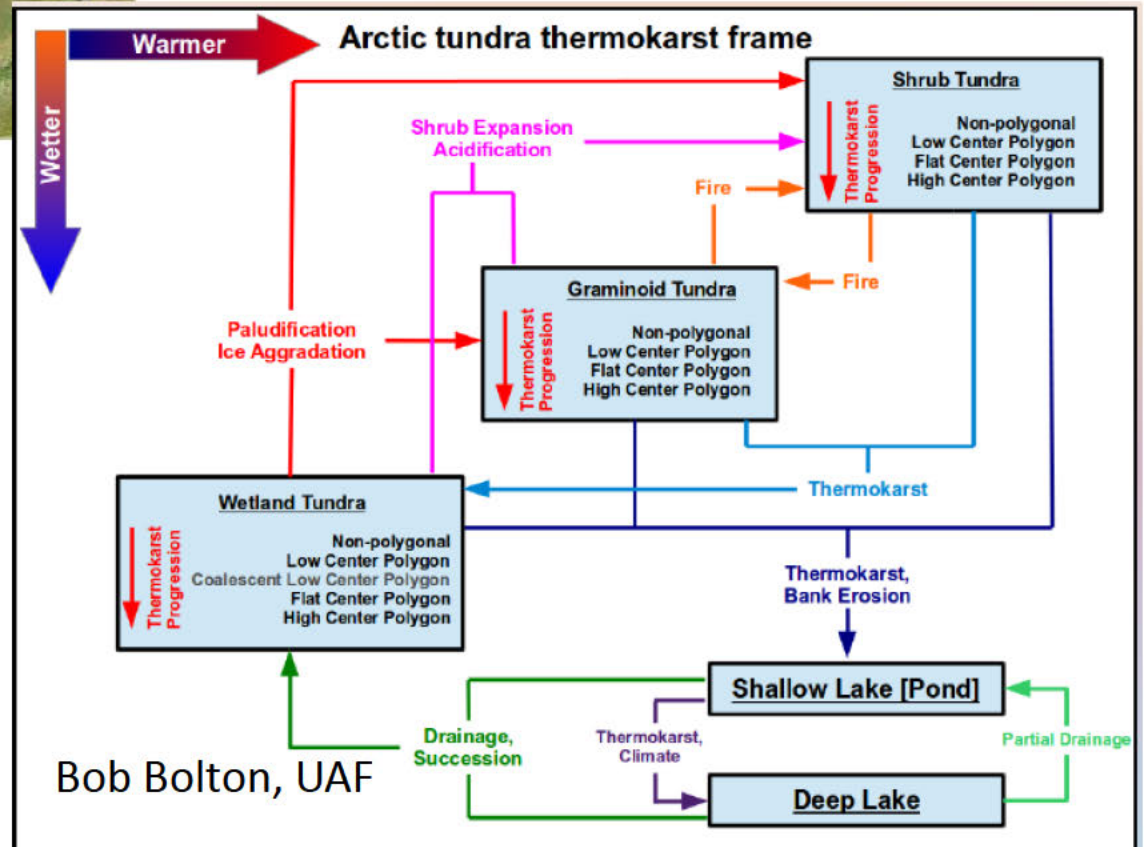 Warmer
Arctic tundra thermokarst frame
Wetter
Shrub Tundra
Thermokarst
Progression
Non-polygonal
Low Center Polygon
Flat Center Polygon
High Center Polygon
Shrub Expansion
Acidification
Fire
Fire
Graminoid Tundra
Thermokarst
Progression
Non-polygonal
Low Center Polygon
Flat Center Polygon
High Center Polygon
Paludification
Ice Aggradation
Thermokarst
Wetland Tundra
Thermokarst
Progression
Non-polygonal
Low Center Polygon
Coalescent Low Center Polygon
Flat Center Polygon
High Center Polygon
Thermokarst,
Bank Erosion
Shallow Lake [Pond]
Drainage,
Succession
Thermokarst,
Climate
Partial Drainage
Deep Lake
Bob Bolton, UAF